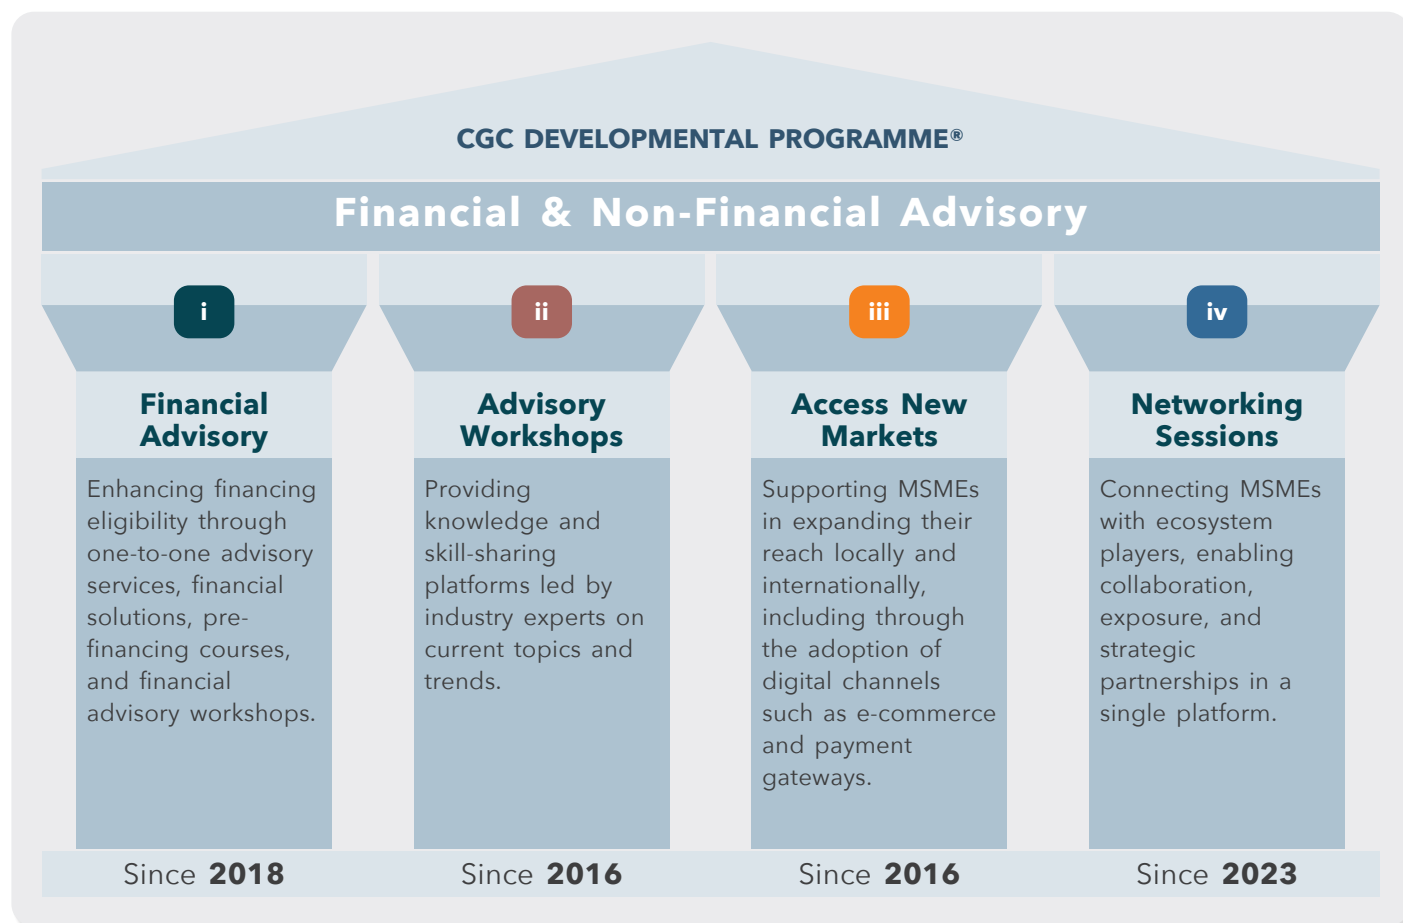 CGC DEVELOPMENTAL PROGRAMME®
Financial & Non-Financial Advisory
i
Financial
Advisory
Enhancing financing
eligibility through
one-to-one advisory
services, financial
solutions, pre-
financing courses,
and financial
advisory workshops.
Since 2018
ii
Advisory
Workshops
Providing
knowledge and
skill-sharing
platforms led by
industry experts on
current topics and
trends.
Since 2016
iii
Access New
Markets
Supporting MSMEs
in expanding their
reach locally and
internationally,
including through
the adoption of
digital channels
such as e-commerce
and payment
gateways.
Since 2016
iv
Networking
Sessions
Connecting MSMEs
with ecosystem
players, enabling
collaboration,
exposure, and
strategic
partnerships in a
single platform.
Since 2023